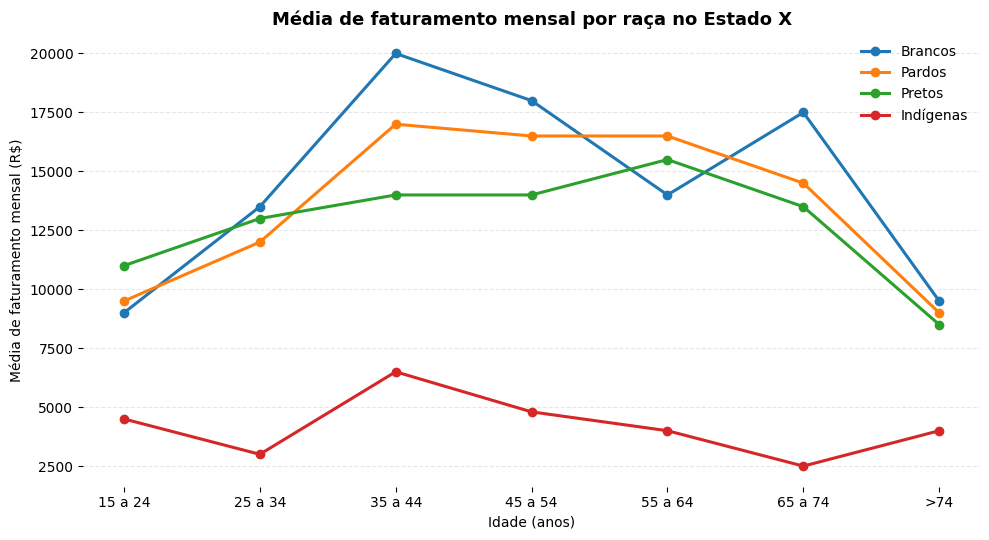 Média de faturamento mensal por raça no Estado X
Brancos
Pardos
Pretos
Indígenas
Média de faturamento mensal (R$)
20000
17500
15000
12500
10000
7500
5000
2500
15 a 24
25 a 34
35 a 44
45 a 54
55 a 64
65 a 74
>74
Idade (anos)